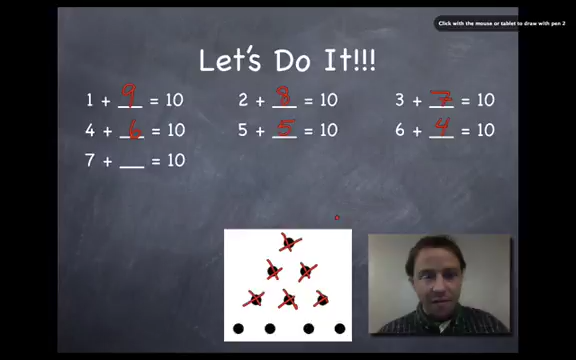 Click with the mouse or tablet to draw with pen 2
Let's Do It!!!
1 + 9 = 10 2 + 8 = 10 3 + 7 = 10
4 + 6 = 10 5 + 5 = 10 6 + 4 = 10
7 + __ = 10